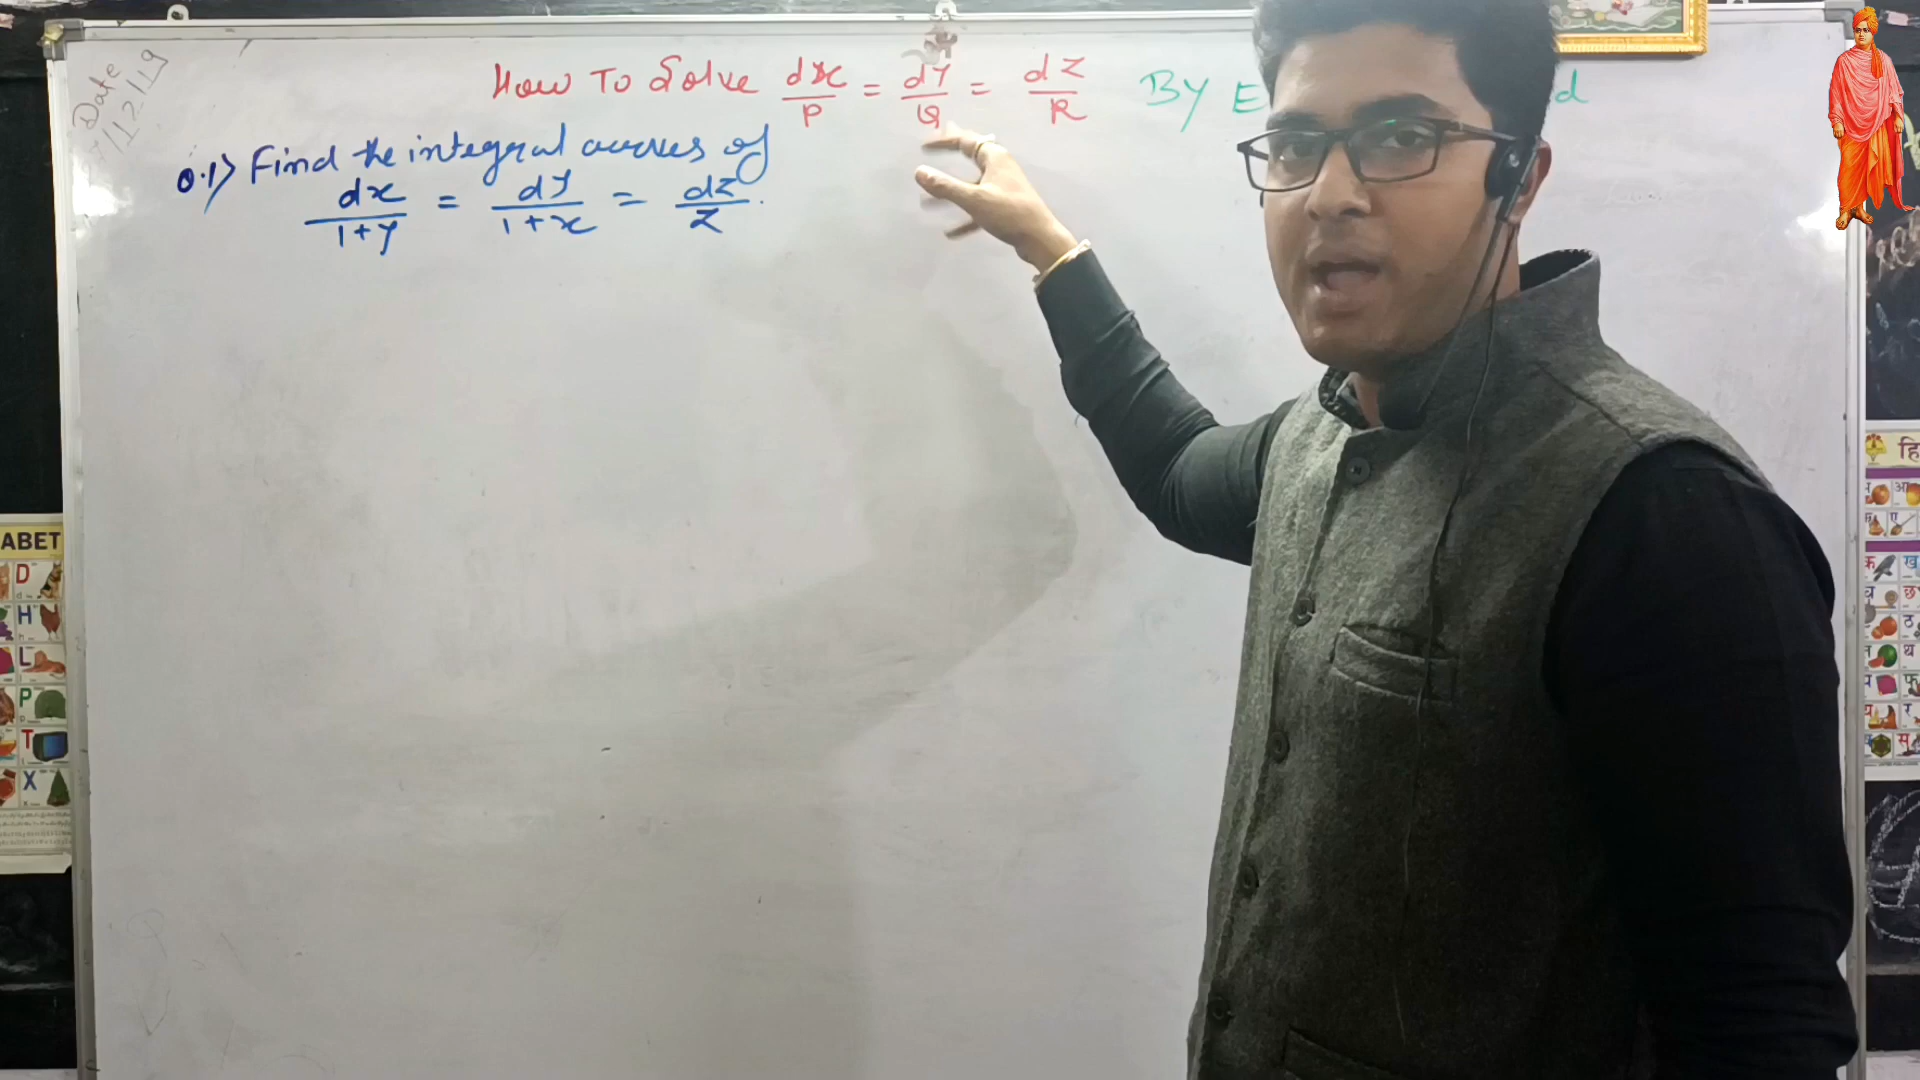 Date
How To Solve dx/P = dy/Q = dz/R By E d
Q.1) Find the integral curves of
dx/1+y = dy/1+x = dz/z.
ABET
D
H
L
P
T
X
हि
क
ख
छ
ठ
थ